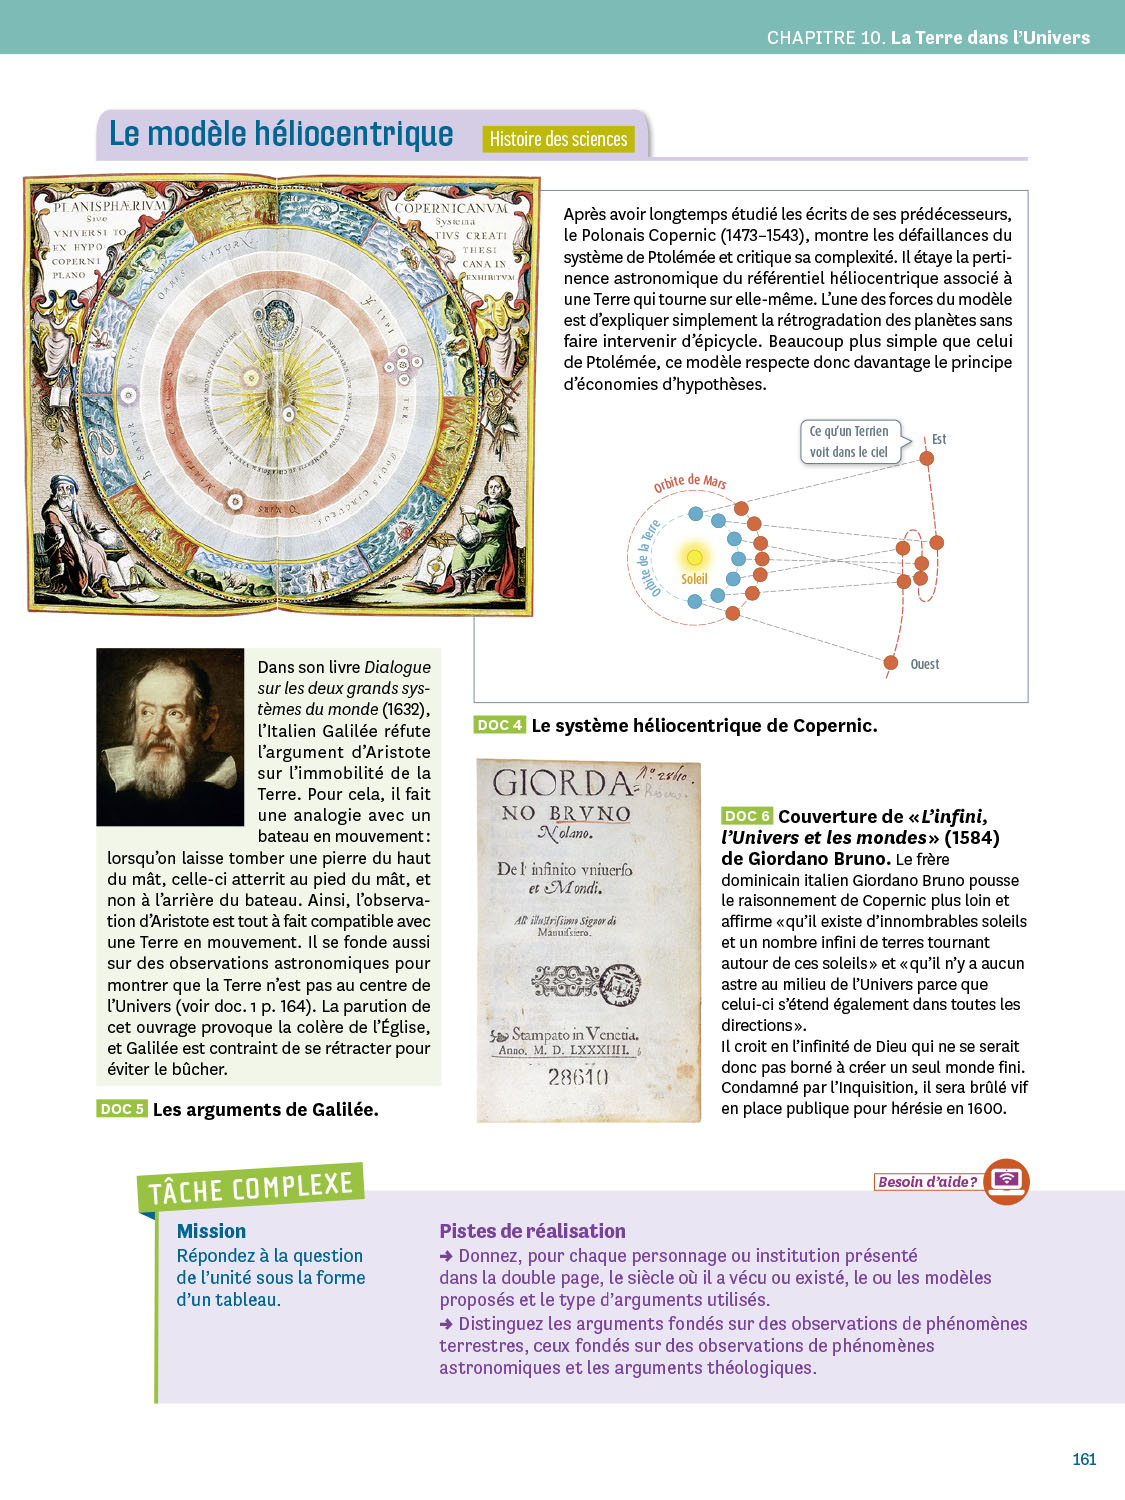 CHAPITRE 10. La Terre dans l’Univers
Le modèle héliocentrique
Histoire des sciences
PLANISPHÆRIVM
Sive
VNIVERSI TO
EX HYPO
COPERNI
PLANO
COPERNICANVM
Systema
TIVS CREATI
THESI
CANA IN
EXHIBITVM
Après avoir longtemps étudié les écrits de ses prédécesseurs,
le Polonais Copernic (1473–1543), montre les défaillances du
système de Ptolémée et critique sa complexité. Il étaye la perti-
nence astronomique du référentiel héliocentrique associé à
une Terre qui tourne sur elle-même. L’une des forces du modèle
est d’expliquer simplement la rétrogradation des planètes sans
faire intervenir d’épicycle. Beaucoup plus simple que celui
de Ptolémée, ce modèle respecte donc davantage le principe
d’économies d’hypothèses.
Ce qu’un Terrien
voit dans le ciel
Est
Orbite de Mars
Orbite de la Terre
Soleil
Ouest
DOC 4 Le système héliocentrique de Copernic.
Dans son livre Dialogue
sur les deux grands sys-
tèmes du monde (1632),
l’Italien Galilée réfute
l’argument d’Aristote
sur l’immobilité de la
Terre. Pour cela, il fait
une analogie avec un
bateau en mouvement :
lorsqu’on laisse tomber une pierre du haut
du mât, celle-ci atterrit au pied du mât, et
non à l’arrière du bateau. Ainsi, l’observa-
tion d’Aristote est tout à fait compatible avec
une Terre en mouvement. Il se fonde aussi
sur des observations astronomiques pour
montrer que la Terre n’est pas au centre de
l’Univers (voir doc. 1 p. 164). La parution de
cet ouvrage provoque la colère de l’Église,
et Galilée est contraint de se rétracter pour
éviter le bûcher.
DOC 5 Les arguments de Galilée.
GIORDA-
NO BRVNO
Nolano.
De l’ infinito vniuerso
et Mondi.
All’ illustrissimo Signor di
Mauuissiero.
Stampato in Venetia.
Anno. M. D. LXXXIIII.
28610
DOC 6 Couverture de « L’infini,
l’Univers et les mondes » (1584)
de Giordano Bruno. Le frère
dominicain italien Giordano Bruno pousse
le raisonnement de Copernic plus loin et
affirme « qu’il existe d’innombrables soleils
et un nombre infini de terres tournant
autour de ces soleils » et « qu’il n’y a aucun
astre au milieu de l’Univers parce que
celui-ci s’étend également dans toutes les
directions ».
Il croit en l’infinité de Dieu qui ne se serait
donc pas borné à créer un seul monde fini.
Condamné par l’Inquisition, il sera brûlé vif
en place publique pour hérésie en 1600.
TÂCHE COMPLEXE
Besoin d’aide ?
Mission
Répondez à la question
de l’unité sous la forme
d’un tableau.
Pistes de réalisation
➜ Donnez, pour chaque personnage ou institution présenté
dans la double page, le siècle où il a vécu ou existé, le ou les modèles
proposés et le type d’arguments utilisés.
➜ Distinguez les arguments fondés sur des observations de phénomènes
terrestres, ceux fondés sur des observations de phénomènes
astronomiques et les arguments théologiques.
161